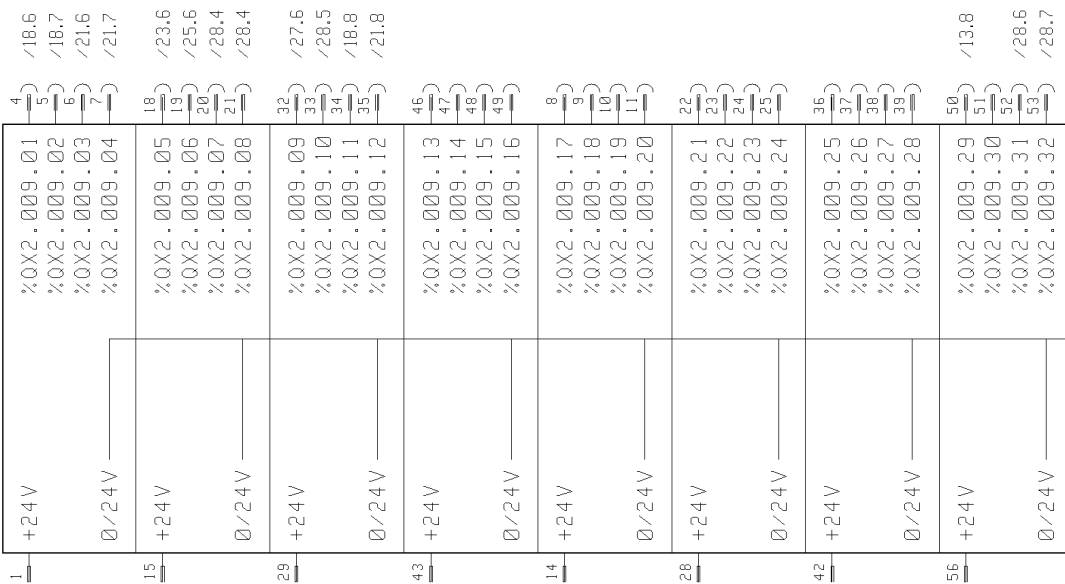 /18.6
/18.7
/21.6
/21.7
/23.6
/25.6
/28.4
/28.4
/27.6
/28.5
/18.8
/21.8
/13.8
/28.6
/28.7
4
5
6
7
18
19
20
21
32
33
34
35
46
47
48
49
8
9
10
11
22
23
24
25
36
37
38
39
50
51
52
53
%QX2.009.01
%QX2.009.02
%QX2.009.03
%QX2.009.04
%QX2.009.05
%QX2.009.06
%QX2.009.07
%QX2.009.08
%QX2.009.09
%QX2.009.10
%QX2.009.11
%QX2.009.12
%QX2.009.13
%QX2.009.14
%QX2.009.15
%QX2.009.16
%QX2.009.17
%QX2.009.18
%QX2.009.19
%QX2.009.20
%QX2.009.21
%QX2.009.22
%QX2.009.23
%QX2.009.24
%QX2.009.25
%QX2.009.26
%QX2.009.27
%QX2.009.28
%QX2.009.29
%QX2.009.30
%QX2.009.31
%QX2.009.32
+24V
0/24V
+24V
0/24V
+24V
0/24V
+24V
0/24V
+24V
0/24V
+24V
0/24V
+24V
0/24V
+24V
0/24V
1
15
29
43
14
28
42
56